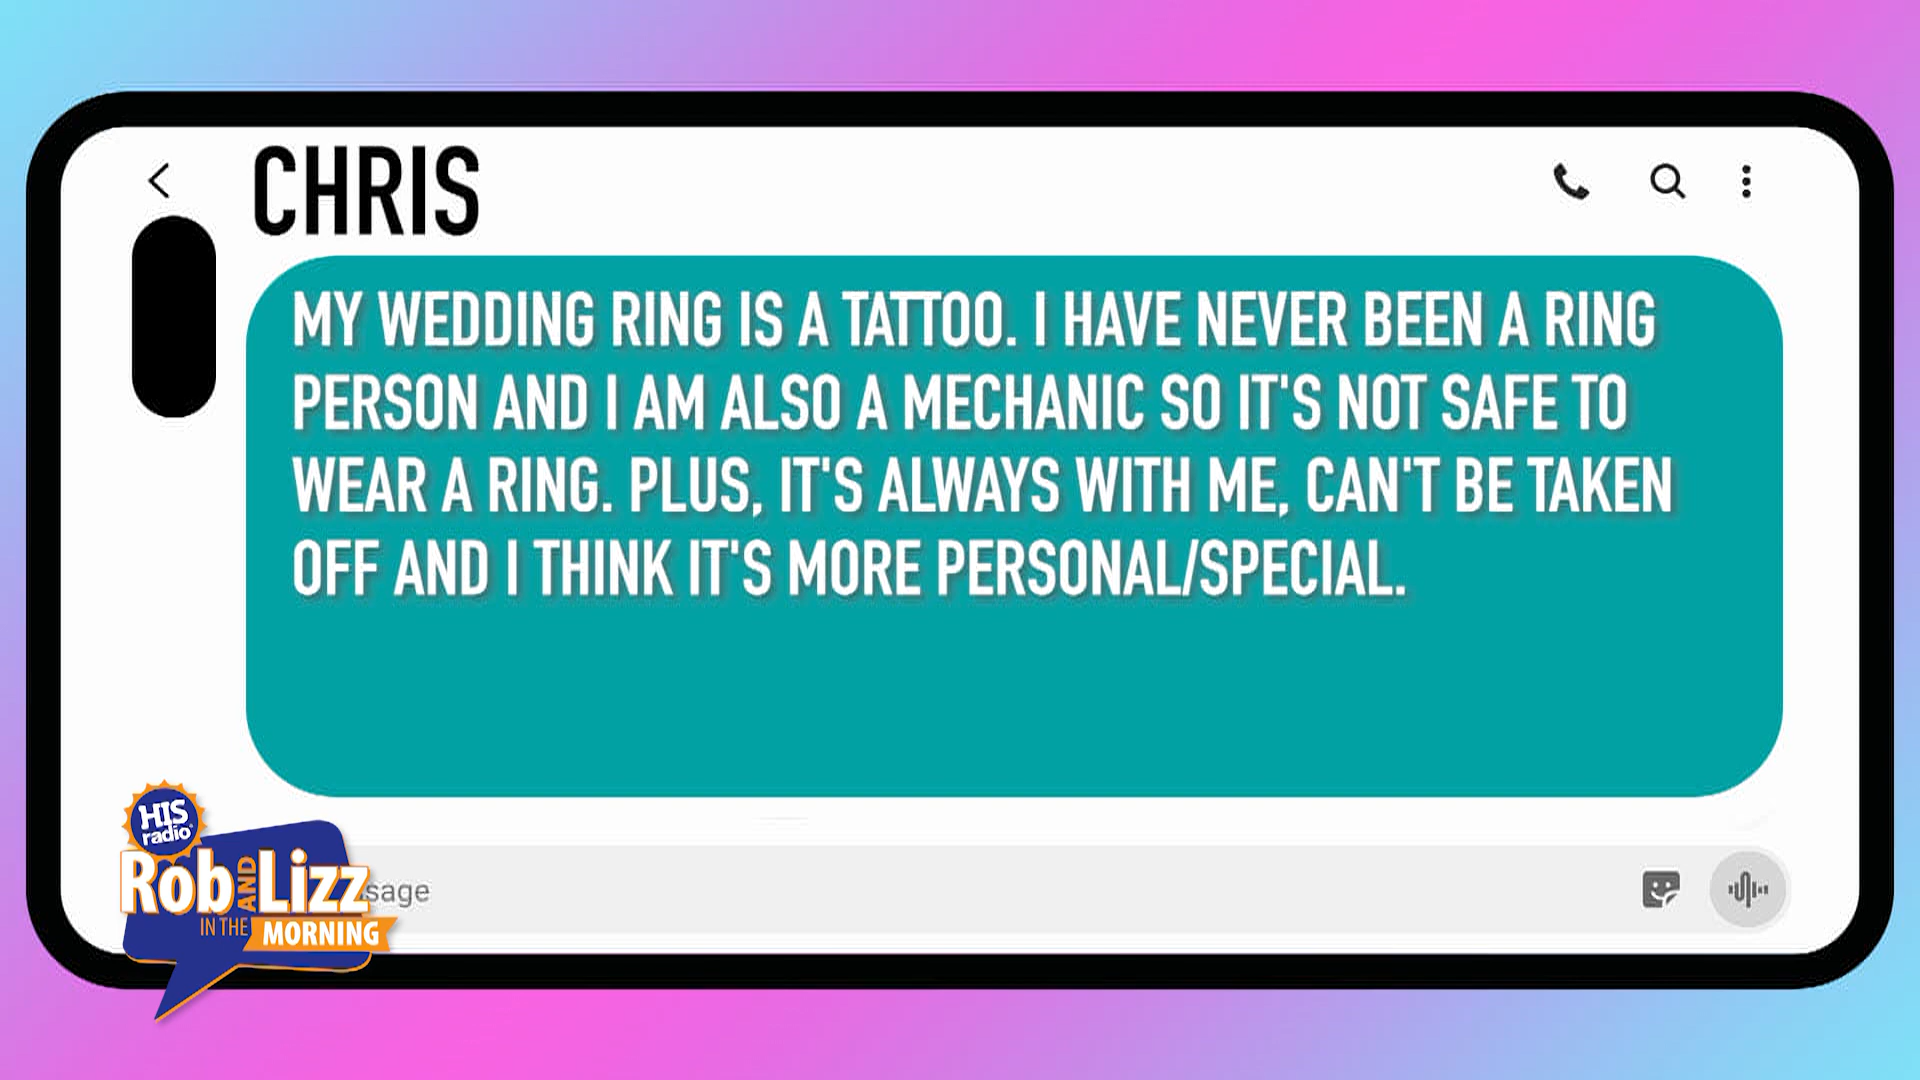 CHRIS
MY WEDDING RING IS A TATTOO. I HAVE NEVER BEEN A RING
PERSON AND I AM ALSO A MECHANIC SO IT'S NOT SAFE TO
WEAR A RING. PLUS, IT'S ALWAYS WITH ME, CAN'T BE TAKEN
OFF AND I THINK IT'S MORE PERSONAL/SPECIAL.
HIS
radio
Rob AND Lizz
IN THE MORNING
sage